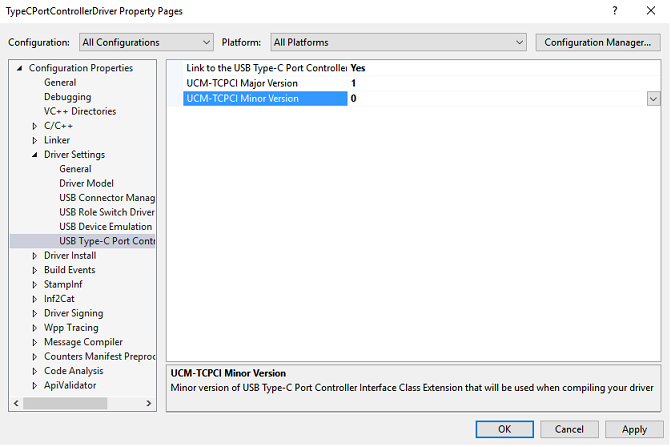 TypeCPortControllerDriver Property Pages
Configuration: All Configurations Platform: All Platforms Configuration Manager...
Configuration Properties
General
Debugging
VC++ Directories
C/C++
Linker
Driver Settings
General
Driver Model
USB Connector Manag
USB Role Switch Driver
USB Device Emulation
USB Type-C Port Contr
Driver Install
Build Events
StampInf
Inf2Cat
Driver Signing
Wpp Tracing
Message Compiler
Counters Manifest Preproc
Code Analysis
ApiValidator
Link to the USB Type-C Port Controller Yes
UCM-TCPCI Major Version 1
UCM-TCPCI Minor Version 0
UCM-TCPCI Minor Version
Minor version of USB Type-C Port Controller Interface Class Extension that will be used when compiling your driver
OK Cancel Apply